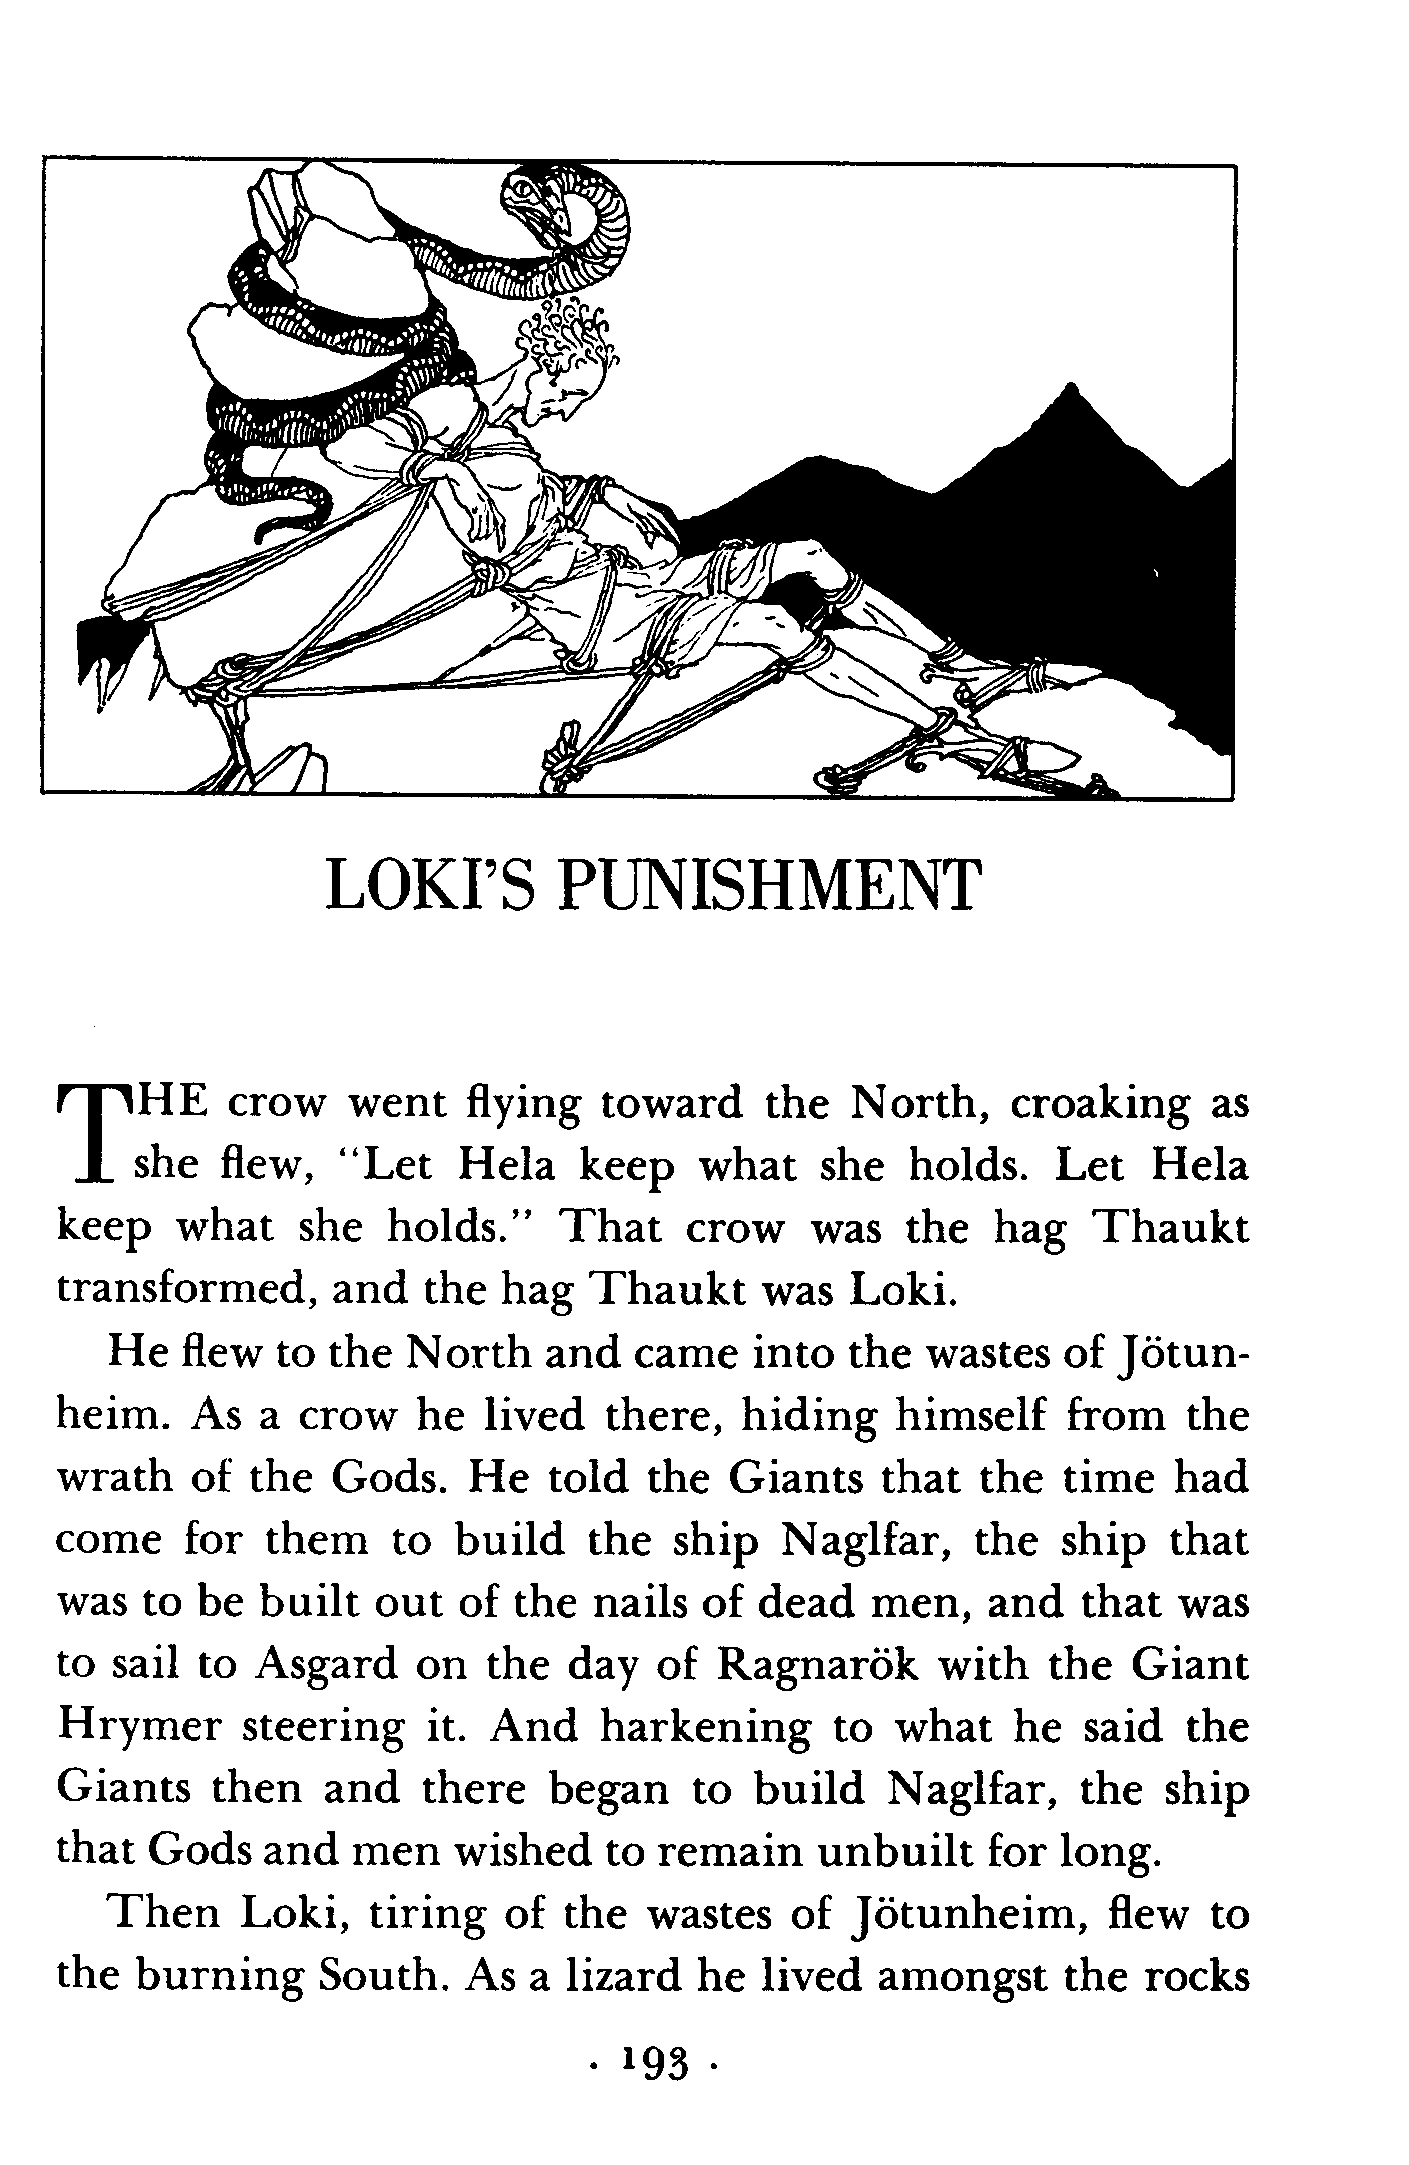 LOKI'S PUNISHMENT
THE crow went flying toward the North, croaking as
she flew, “Let Hela keep what she holds. Let Hela
keep what she holds.” That crow was the hag Thaukt
transformed, and the hag Thaukt was Loki.
He flew to the North and came into the wastes of Jötun-
heim. As a crow he lived there, hiding himself from the
wrath of the Gods. He told the Giants that the time had
come for them to build the ship Naglfar, the ship that
was to be built out of the nails of dead men, and that was
to sail to Asgard on the day of Ragnarök with the Giant
Hrymer steering it. And harkening to what he said the
Giants then and there began to build Naglfar, the ship
that Gods and men wished to remain unbuilt for long.
Then Loki, tiring of the wastes of Jötunheim, flew to
the burning South. As a lizard he lived amongst the rocks
· 193 ·